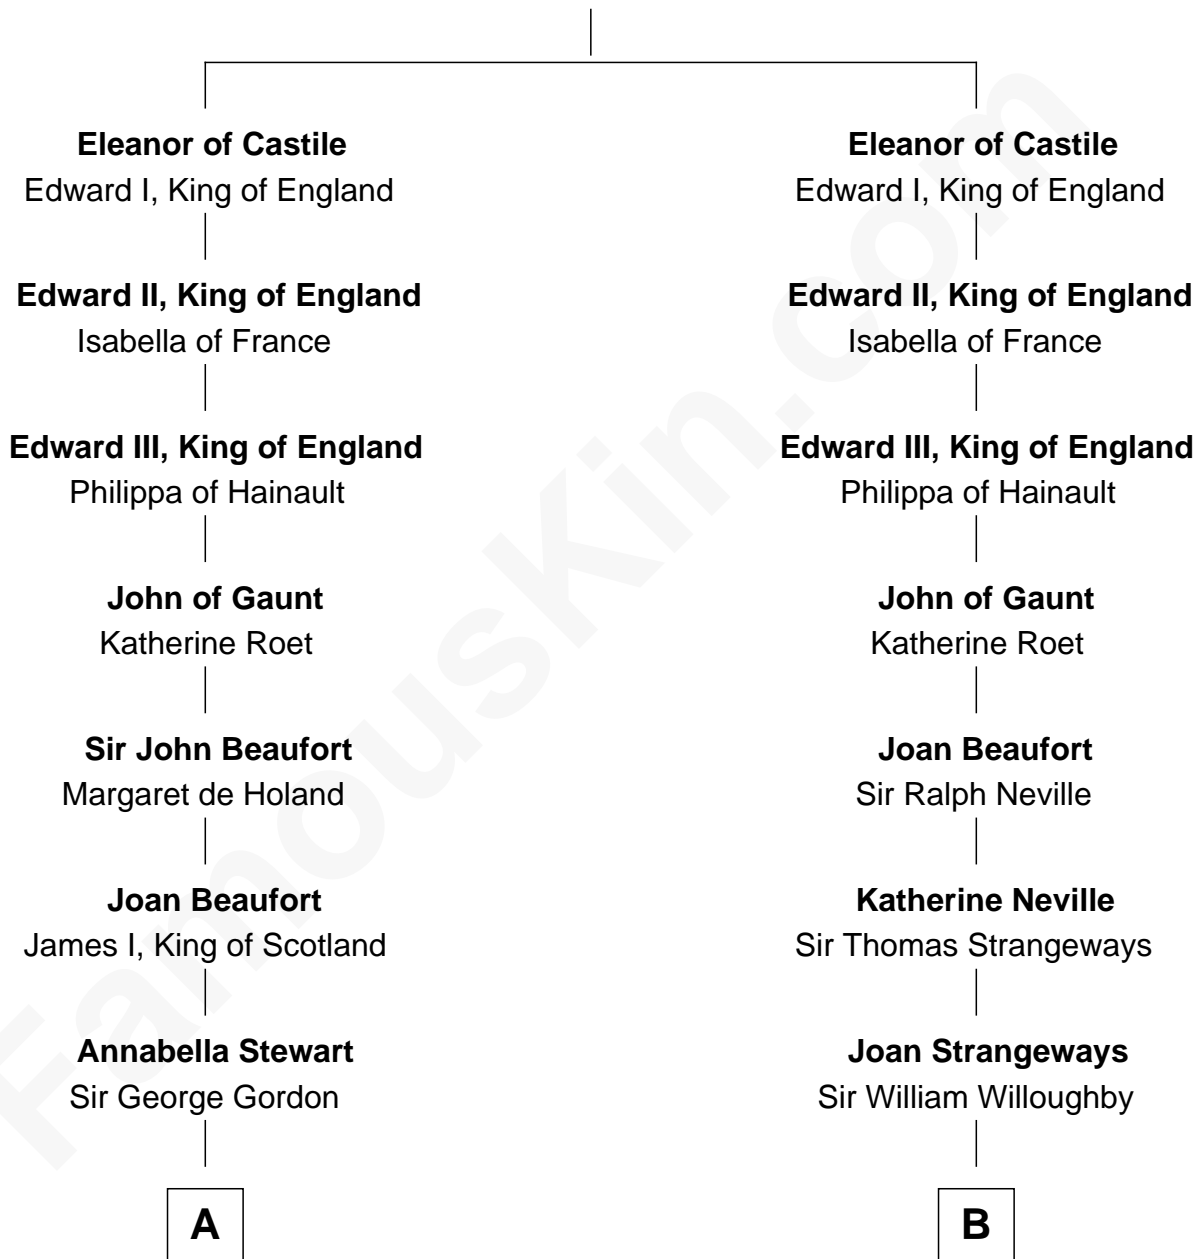 Eleanor of Castile
Edward I, King of England
Edward II, King of England
Isabella of France
Edward III, King of England
Philippa of Hainault
John of Gaunt
Katherine Roet
Sir John Beaufort
Margaret de Holand
Joan Beaufort
James I, King of Scotland
Annabella Stewart
Sir George Gordon
A
Eleanor of Castile
Edward I, King of England
Edward II, King of England
Isabella of France
Edward III, King of England
Philippa of Hainault
John of Gaunt
Katherine Roet
Joan Beaufort
Sir Ralph Neville
Katherine Neville
Sir Thomas Strangeways
Joan Strangeways
Sir William Willoughby
B
FamousKin.com